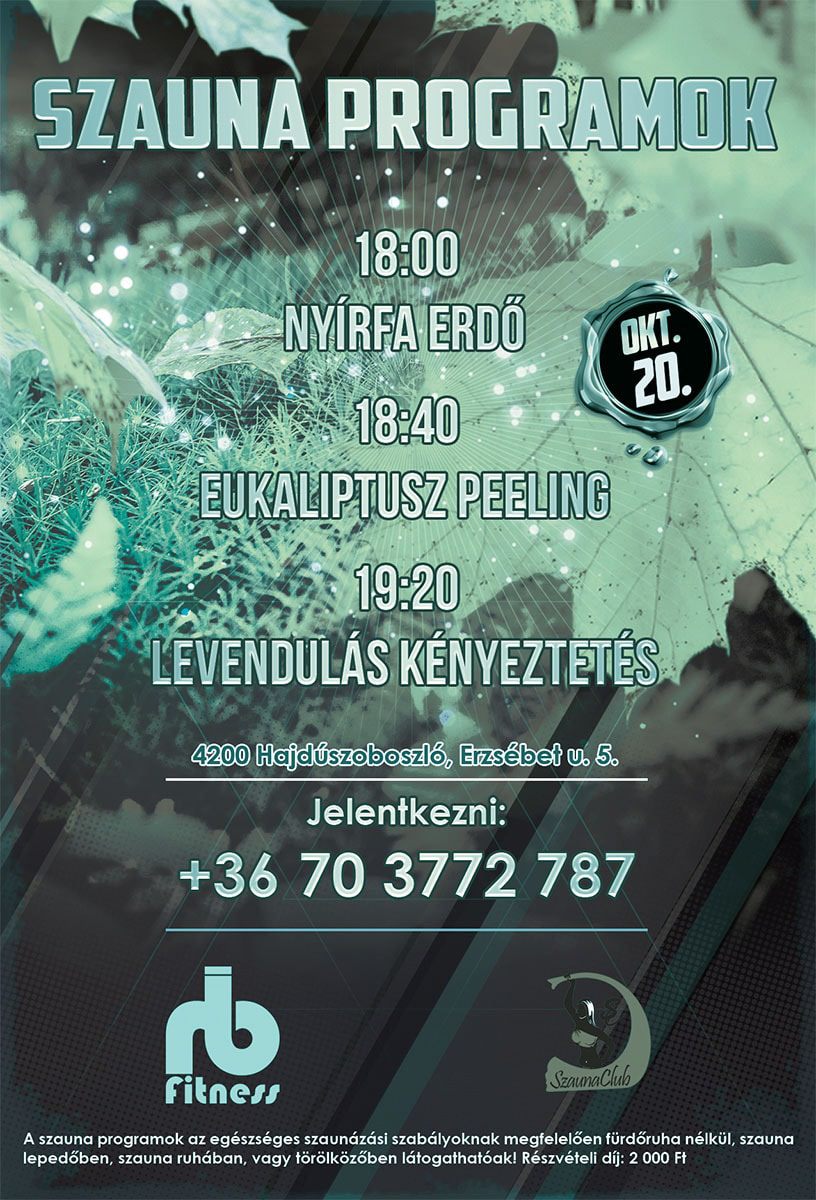 SZAUNA PROGRAMOK
18:00
NYÍRFA ERDŐ
OKT.
20.
18:40
EUKALIPTUSZ PEELING
19:20
LEVENDULÁS KÉNYEZTETÉS
4200 Hajdúszoboszló, Erzsébet u. 5.
Jelentkezni:
+36 70 3772 787
rb
Fitness
SzaunaClub
A szauna programok az egészséges szaunázási szabályoknak megfelelően fürdőruha nélkül, szauna
lepedőben, szauna ruhában, vagy törölközőben látogathatóak! Részvételi díj: 2 000 Ft